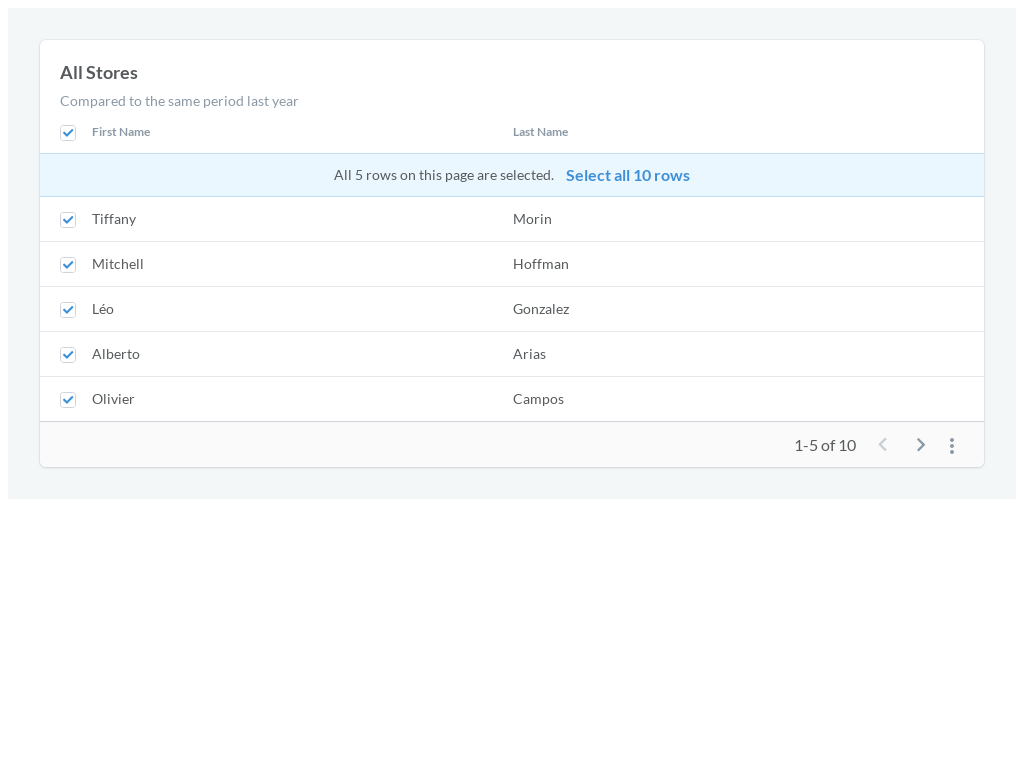 All Stores
Compared to the same period last year
First Name Last Name
All 5 rows on this page are selected. Select all 10 rows
Tiffany Morin
Mitchell Hoffman
Léo Gonzalez
Alberto Arias
Olivier Campos
1-5 of 10